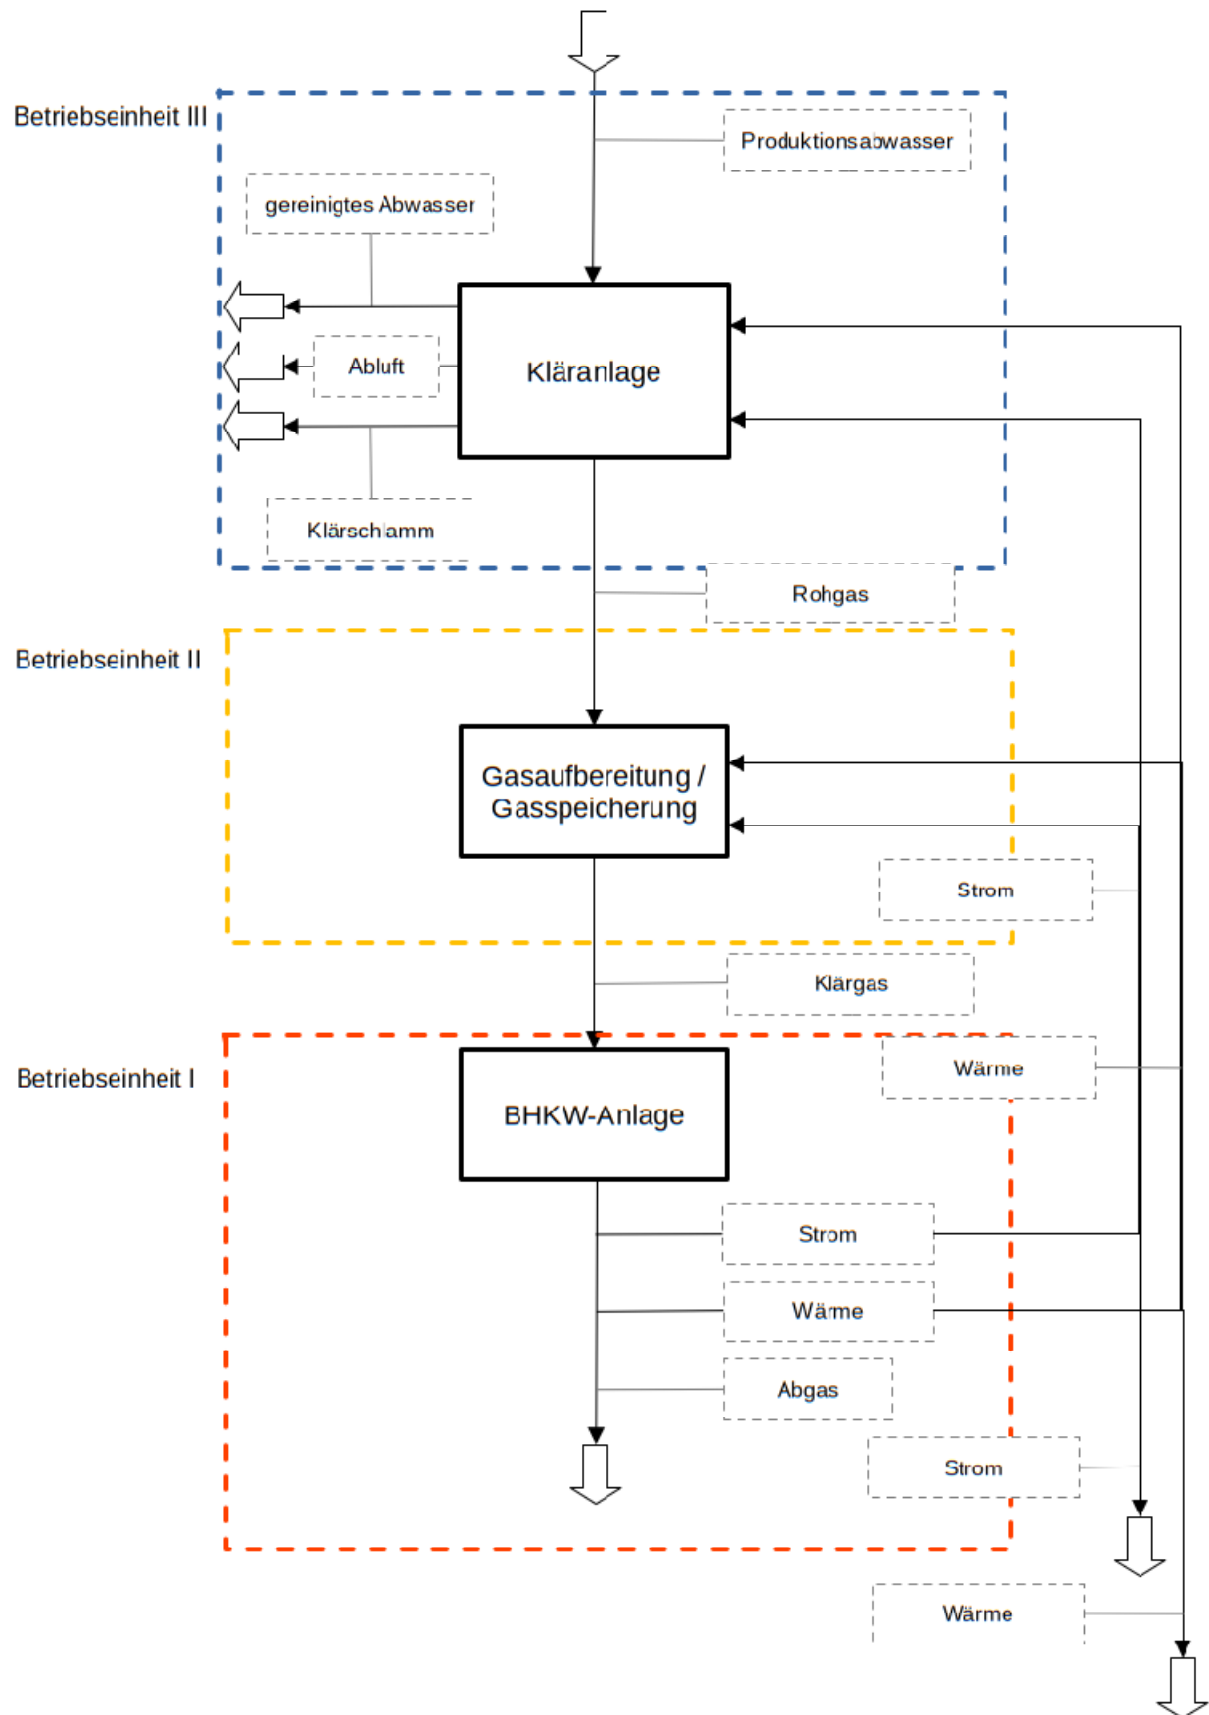 Betriebseinheit III
Produktionsabwasser
gereinigtes Abwasser
Abluft
Kläranlage
Klärschlamm
Rohgas
Betriebseinheit II
Gasaufbereitung /
Gasspeicherung
Strom
Klärgas
Betriebseinheit I
Wärme
BHKW-Anlage
Strom
Wärme
Abgas
Strom
Wärme